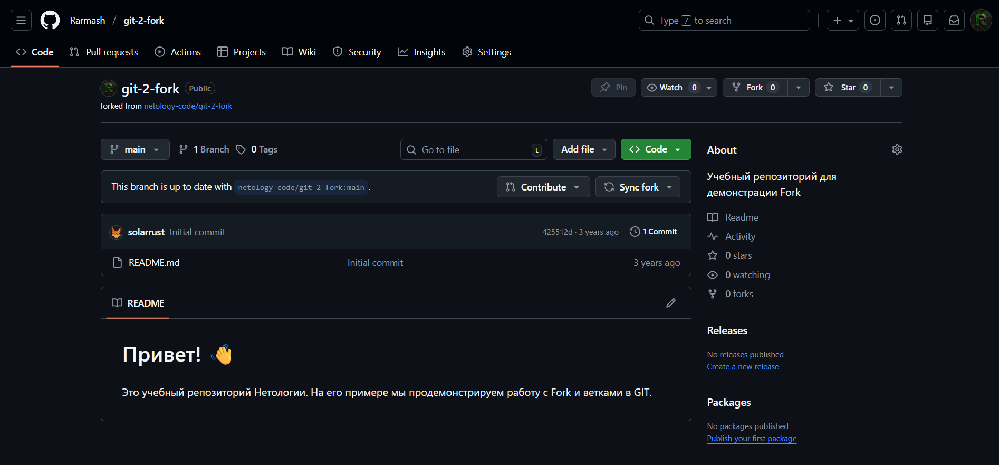 Rarmash / git-2-fork
Type / to search
Code Pull requests Actions Projects Wiki Security Insights Settings
git-2-fork Public
Pin Watch 0 Fork 0 Star 0
forked from netology-code/git-2-fork
main 1 Branch 0 Tags Go to file t Add file Code
This branch is up to date with netology-code/git-2-fork:main .
Contribute Sync fork
solarrust Initial commit 425512d · 3 years ago 1 Commit
README.md Initial commit 3 years ago
README
Привет! 👋
Это учебный репозиторий Нетологии. На его примере мы продемонстрируем работу с Fork и ветками в GIT.
About
Учебный репозиторий для
демонстрации Fork
Readme
Activity
0 stars
0 watching
0 forks
Releases
No releases published
Create a new release
Packages
No packages published
Publish your first package